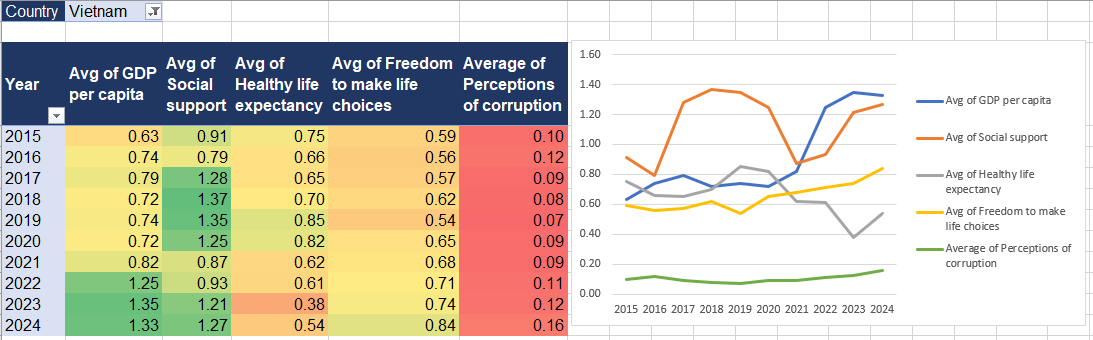 Country Vietnam
Year Avg of GDP per capita Avg of Social support Avg of Healthy life expectancy Avg of Freedom to make life choices Average of Perceptions of corruption
2015 0.63 0.91 0.75 0.59 0.10
2016 0.74 0.79 0.66 0.56 0.12
2017 0.79 1.28 0.65 0.57 0.09
2018 0.72 1.37 0.70 0.62 0.08
2019 0.74 1.35 0.85 0.54 0.07
2020 0.72 1.25 0.82 0.65 0.09
2021 0.82 0.87 0.62 0.68 0.09
2022 1.25 0.93 0.61 0.71 0.11
2023 1.35 1.21 0.38 0.74 0.12
2024 1.33 1.27 0.54 0.84 0.16
1.60
1.40
1.20
1.00
0.80
0.60
0.40
0.20
0.00
2015 2016 2017 2018 2019 2020 2021 2022 2023 2024
Avg of GDP per capita
Avg of Social support
Avg of Healthy life
expectancy
Avg of Freedom to make
life choices
Average of Perceptions of
corruption